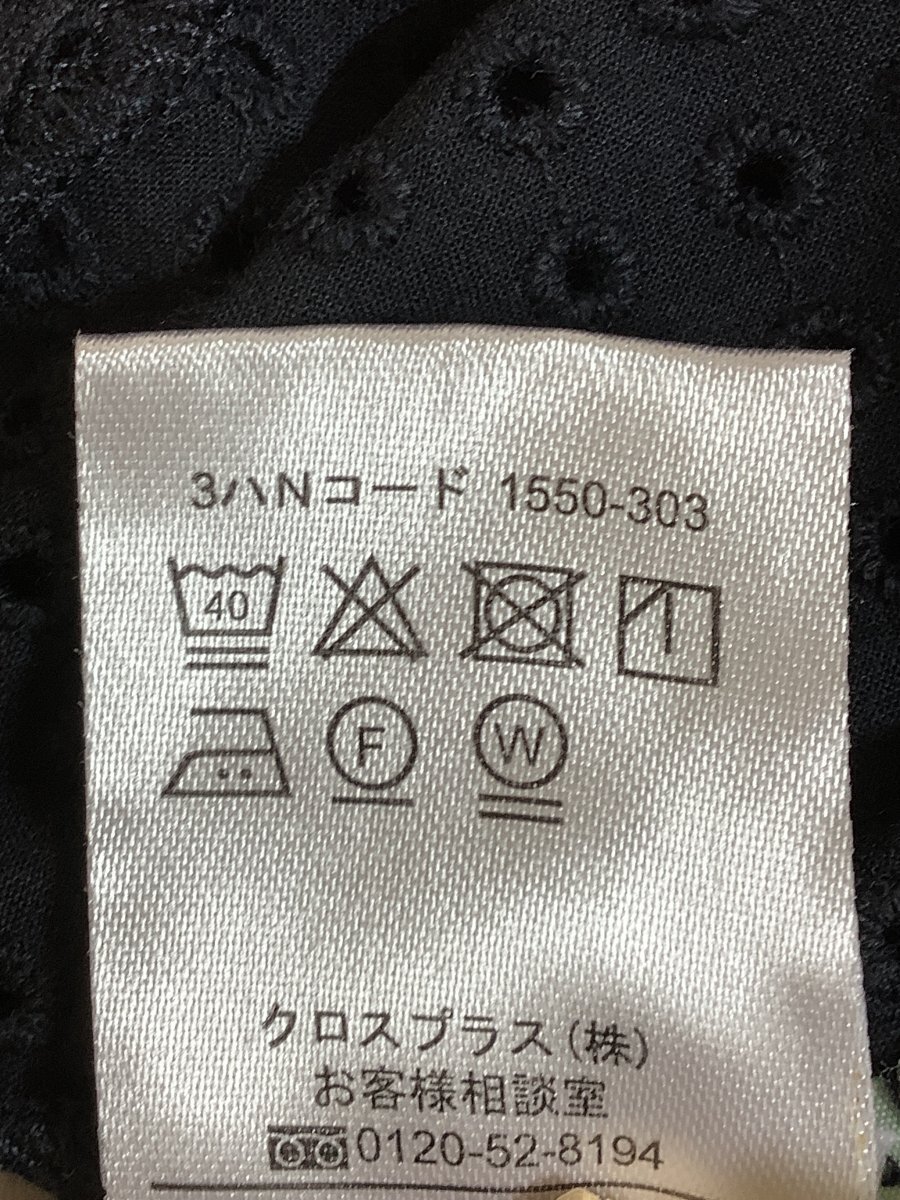 3ハNコード 1550-303
40
F W
クロスプラス(株)
お客様相談室
0120-52-8194